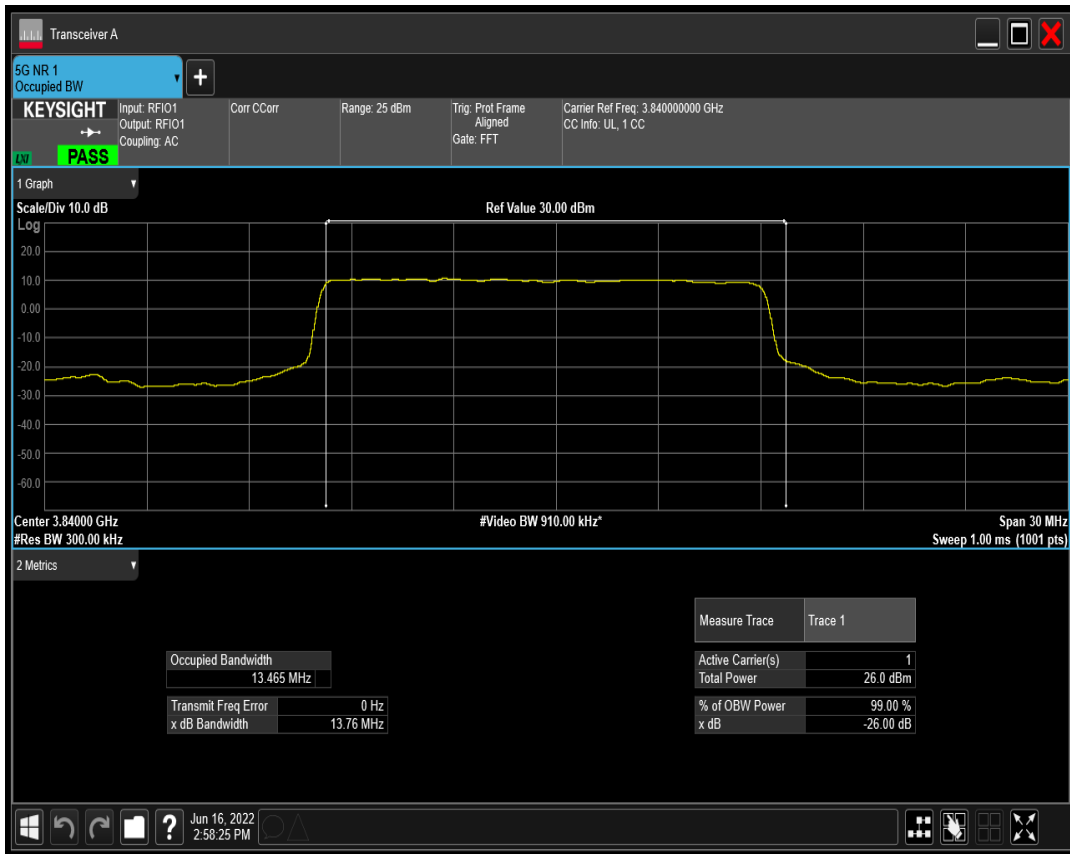 Transceiver A
5G NR 1
Occupied BW
+
KEYSIGHT
LXI
PASS
Input: RFIO1
Output: RFIO1
Coupling: AC
Corr CCorr
Range: 25 dBm
Trig: Prot Frame
Aligned
Gate: FFT
Carrier Ref Freq: 3.840000000 GHz
CC Info: UL, 1 CC
1 Graph
Scale/Div 10.0 dB
Ref Value 30.00 dBm
Log
20.0
10.0
0.00
-10.0
-20.0
-30.0
-40.0
-50.0
-60.0
Center 3.84000 GHz
#Video BW 910.00 kHz*
Span 30 MHz
#Res BW 300.00 kHz
Sweep 1.00 ms (1001 pts)
2 Metrics
Measure Trace Trace 1
Occupied Bandwidth
13.465 MHz
Active Carrier(s) 1
Total Power 26.0 dBm
Transmit Freq Error 0 Hz
x dB Bandwidth 13.76 MHz
% of OBW Power 99.00 %
x dB -26.00 dB
?
Jun 16, 2022
2:58:25 PM